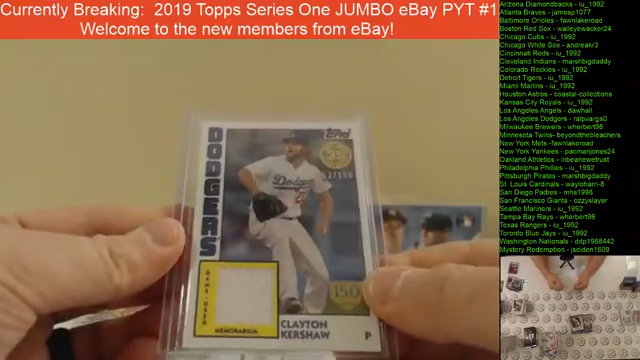 Currently Breaking: 2019 Topps Series One JUMBO eBay PYT #1
Welcome to the new members from eBay!
Arizona Diamondbacks - iu_1992
Atlanta Braves - jamesp1077
Baltimore Orioles - fawnlakeroad
Boston Red Sox - walleyewacker24
Chicago Cubs - iu_1992
Chicago White Sox - andreakr3
Cincinnati Reds - iu_1992
Cleveland Indians - marshbigdaddy
Colorado Rockies - iu_1992
Detroit Tigers - iu_1992
Miami Marlins - iu_1992
Houston Astros - coastal-collections
Kansas City Royals - iu_1992
Los Angeles Angels - dawhall
Los Angeles Dodgers - ralpvarga0
Milwaukee Brewers - wherbert98
Minnesota Twins- beyondthebleachers
New York Mets -fawnlakeroad
New York Yankees - pacmanjones24
Oakland Athletics - inbeanewetrust
Philadelphia Phillies - iu_1992
Pittsburgh Pirates - marshbigdaddy
St. Louis Cardinals - wayloharri-8
San Diego Padres - mhs1998
San Francisco Giants - ozzyslayer
Seattle Mariners - iu_1992
Tampa Bay Rays - wherbert98
Texas Rangers - iu_1992
Toronto Blue Jays - iu_1992
Washington Nationals - ddp1968442
Mystery Redemption - jseiden1609
DODGERS
Topps
Dodgers
GAME-USED
MEMORABILIA
150
CLAYTON
KERSHAW
P